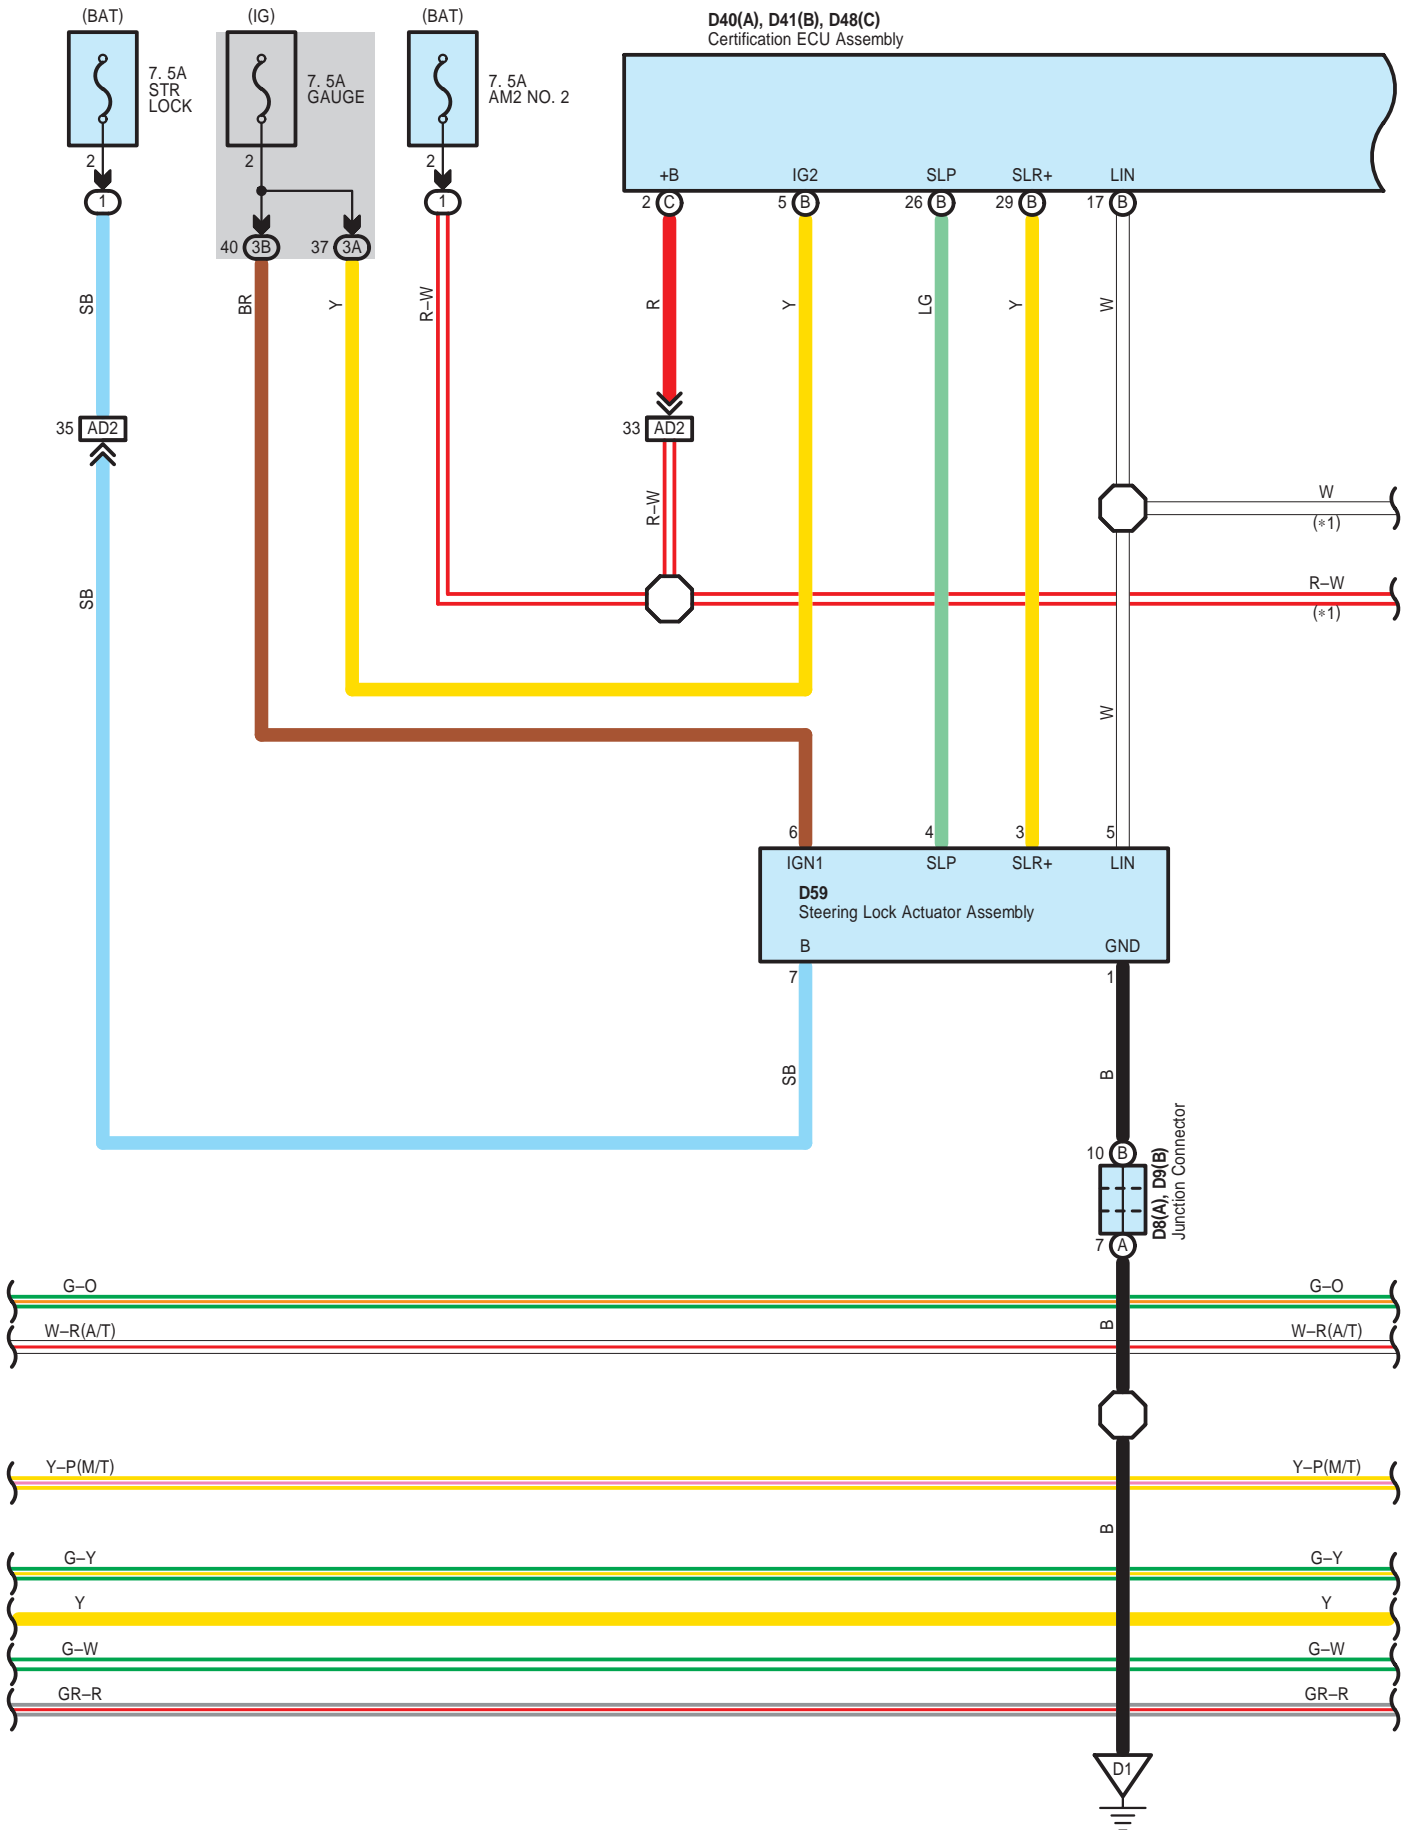 (BAT)
(IG)
(BAT)
D40(A), D41(B), D48(C)
Certification ECU Assembly
7. 5A
STR
LOCK
7. 5A
GAUGE
7. 5A
AM2 NO. 2
2
2
2
+B
IG2
SLP
SLR+
LIN
1
1
2 C
5 B
26 B
29 B
17 B
40 3B
37 3A
SB
BR
Y
R–W
R
Y
LG
Y
W
35 AD2
33 AD2
R–W
W
(*1)
SB
R–W
(*1)
W
6
4
3
5
IGN1
SLP
SLR+
LIN
D59
Steering Lock Actuator Assembly
B
GND
7
1
SB
B
10 B
D8(A), D9(B)
Junction Connector
7 A
G–O
G–O
B
W–R(A/T)
W–R(A/T)
Y–P(M/T)
Y–P(M/T)
B
G–Y
G–Y
Y
Y
G–W
G–W
GR–R
GR–R
D1